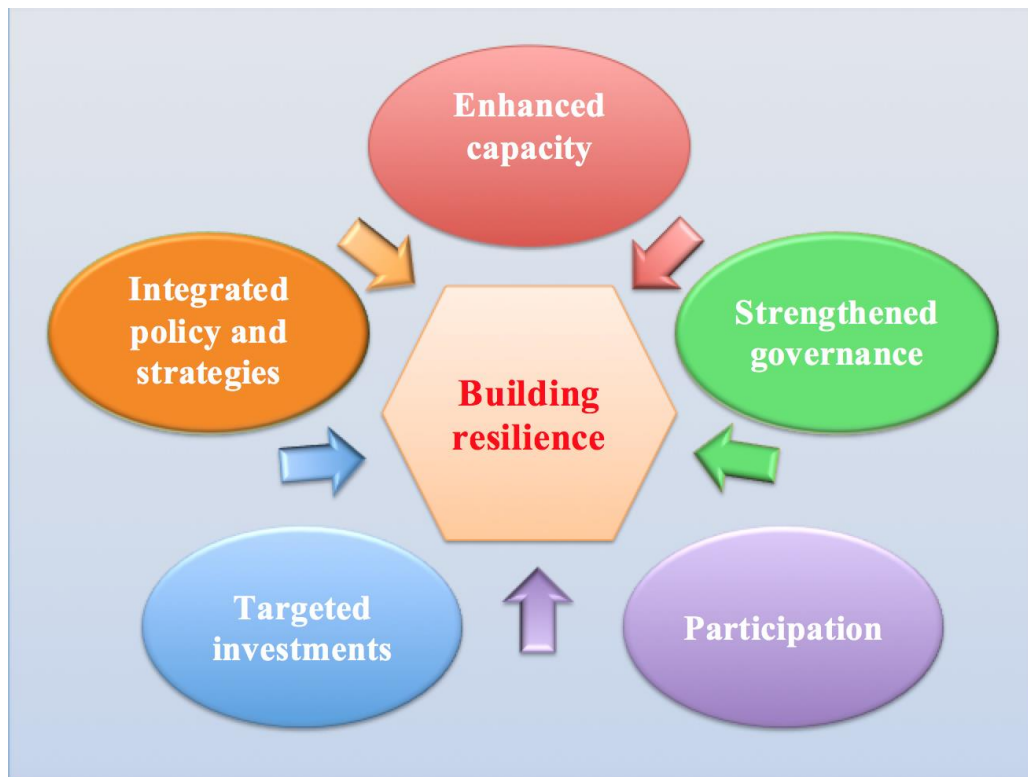 Enhanced
capacity
Integrated
policy and
strategies
Strengthened
governance
Building
resilience
Targeted
investments
Participation